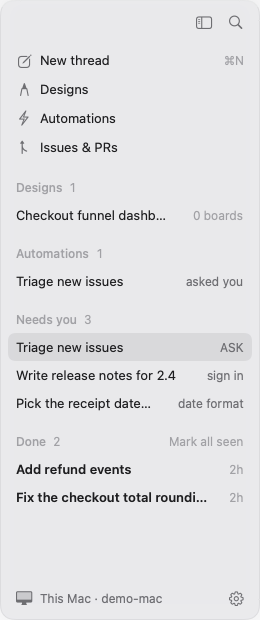 New thread ⌘N
Designs
Automations
Issues & PRs
Designs 1
Checkout funnel dashb... 0 boards
Automations 1
Triage new issues asked you
Needs you 3
Triage new issues ASK
Write release notes for 2.4 sign in
Pick the receipt date... date format
Done 2 Mark all seen
Add refund events 2h
Fix the checkout total roundi... 2h
This Mac · demo-mac